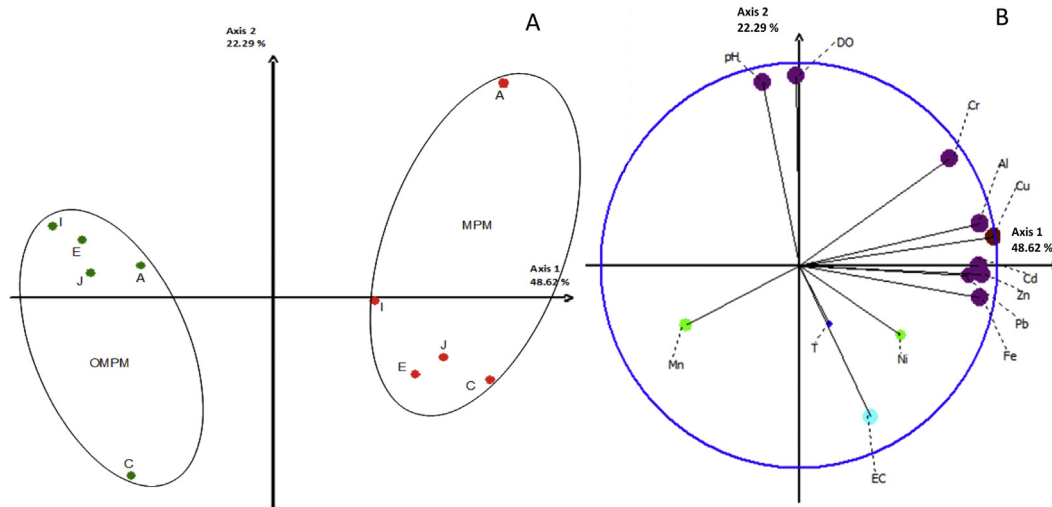 A
Axis 2
22.29 %
A
MPM
I
E
J
A
Axis 1
48.62 %
I
J
E
C
OMPM
C
B
Axis 2
22.29 %
pH
DO
Cr
Al
Cu
Axis 1
48.62 %
Cd
Zn
Pb
Fe
Mn
T
Ni
EC